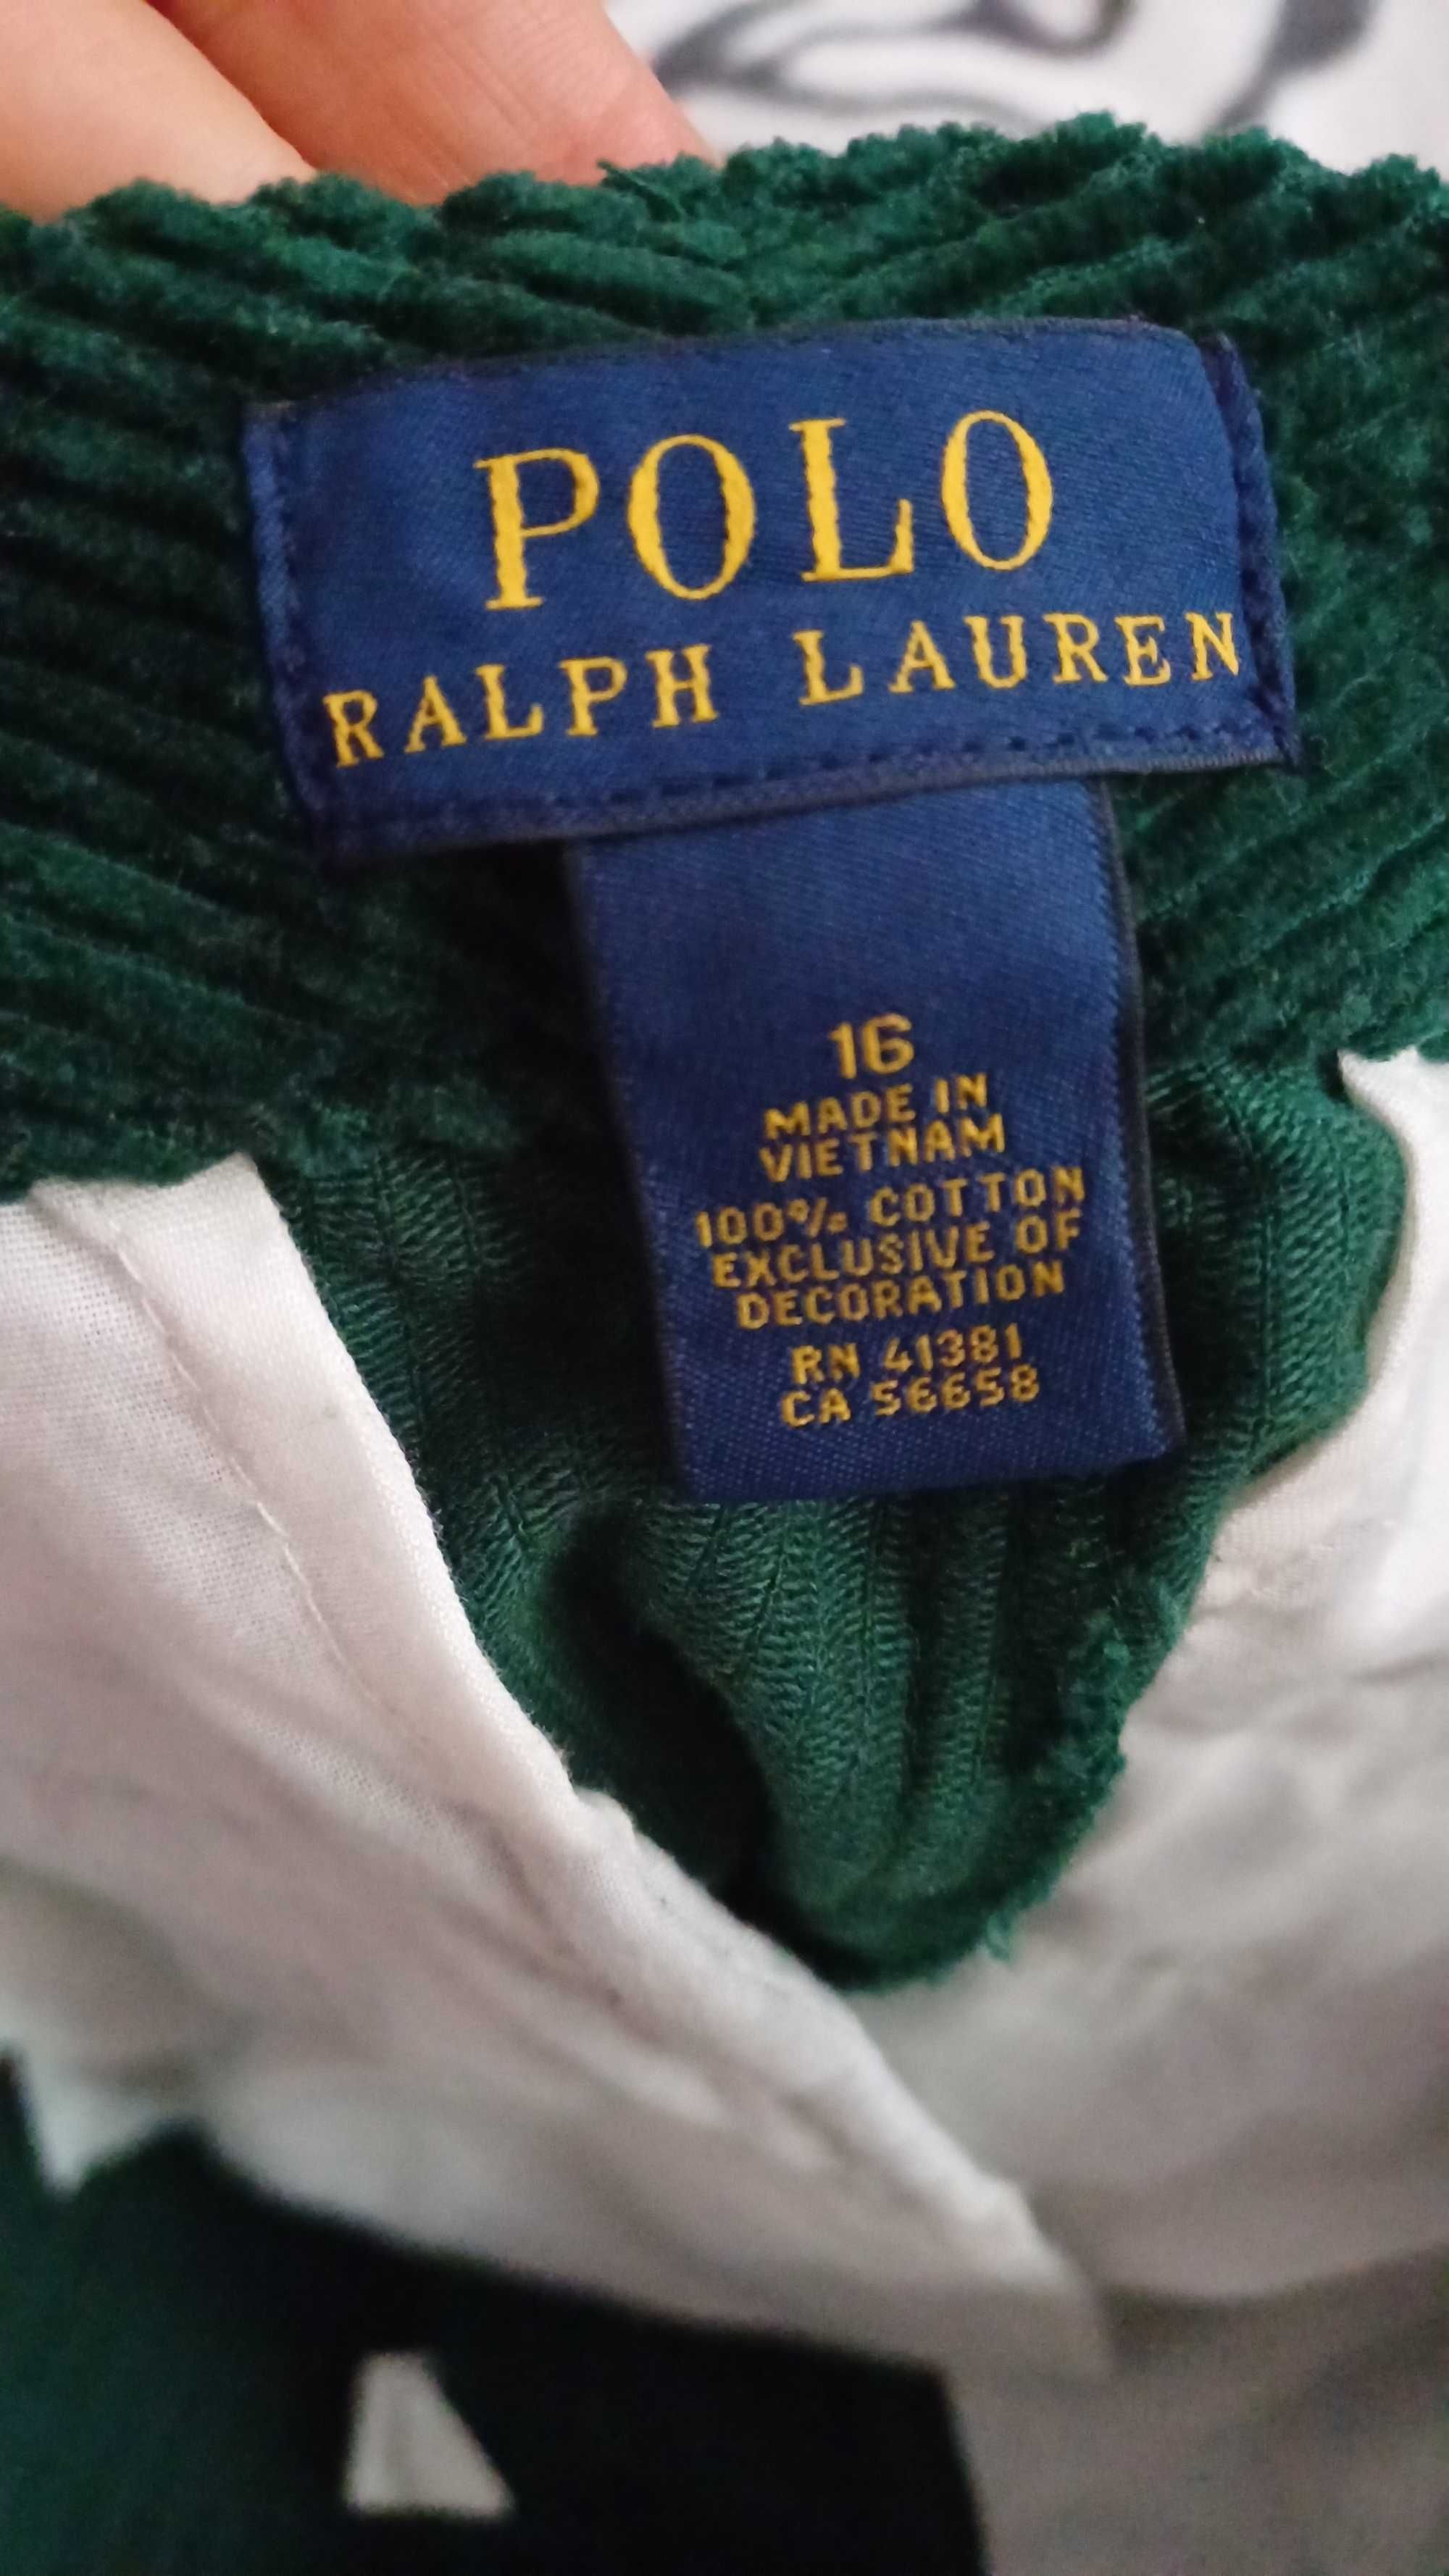 POLO
RALPH LAUREN
16
MADE IN
VIETNAM
100% COTTON
EXCLUSIVE OF
DECORATION
RN 41381
CA 56658